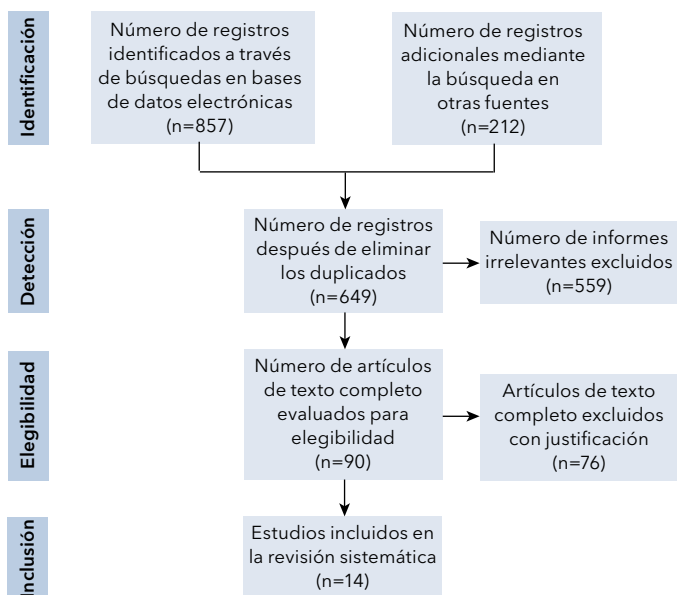 Identificación
Número de registros
identificados a través
de búsquedas en bases
de datos electrónicas
(n=857)
Número de registros
adicionales mediante
la búsqueda en
otras fuentes
(n=212)
Detección
Número de registros
después de eliminar
los duplicados
(n=649)
Número de informes
irrelevantes excluidos
(n=559)
Elegibilidad
Número de artículos
de texto completo
evaluados para
elegibilidad
(n=90)
Artículos de texto
completo excluidos
con justificación
(n=76)
Inclusión
Estudios incluidos en
la revisión sistemática
(n=14)